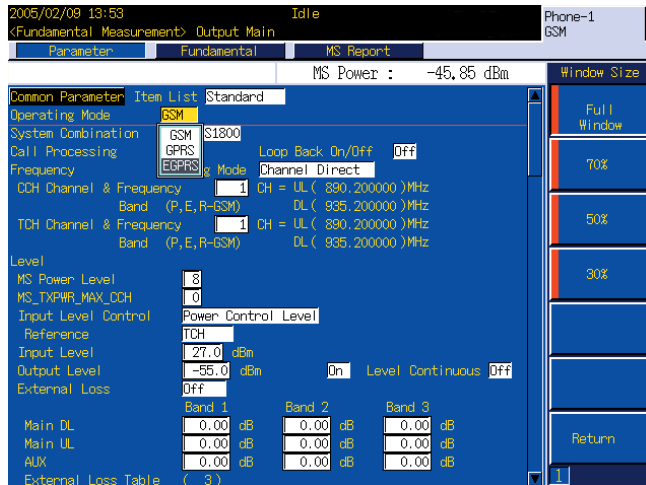 2005/02/09 13:53 Idle Phone-1
<Fundamental Measurement> Output Main GSM
Parameter Fundamental MS Report
MS Power : -45.85 dBm Window Size
Common Parameter Item List Standard
Operating Mode GSM
System Combination S1800
GSM
GPRS
EGPRS
Call Processing Loop Back On/Off Off
Frequency g Mode Channel Direct
CCH Channel & Frequency 1 CH = UL( 890.200000 )MHz
Band (P,E,R-GSM) DL( 935.200000 )MHz
TCH Channel & Frequency 1 CH = UL( 890.200000 )MHz
Band (P,E,R-GSM) DL( 935.200000 )MHz
Level
MS Power Level 8
MS_TXPWR_MAX_CCH 0
Input Level Control Power Control Level
Reference TCH
Input Level 27.0 dBm
Output Level -55.0 dBm On Level Continuous Off
External Loss Off
Band 1 Band 2 Band 3
Main DL 0.00 dB 0.00 dB 0.00 dB
Main UL 0.00 dB 0.00 dB 0.00 dB
AUX 0.00 dB 0.00 dB 0.00 dB
External Loss Table ( 3)
Full
Window
70%
50%
30%
Return
1